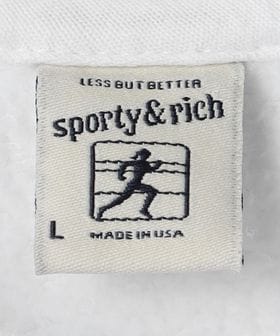 LESS BUT BETTER
sporty & rich
L
MADE IN USA